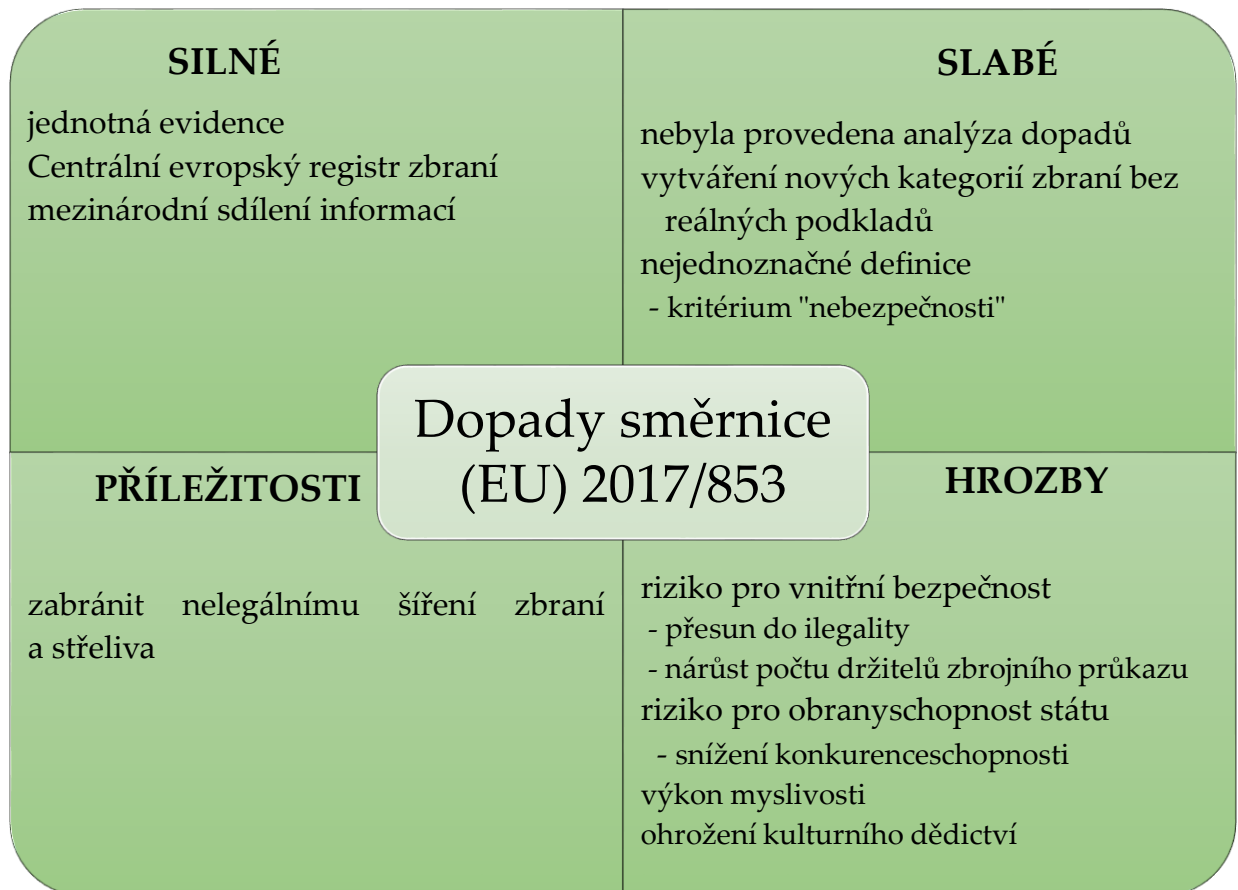 SILNÉ
jednotná evidence
Centrální evropský registr zbraní
mezinárodní sdílení informací
SLABÉ
nebyla provedena analýza dopadů
vytváření nových kategorií zbraní bez
reálných podkladů
nejednoznačné definice
- kritérium "nebezpečnosti"
Dopady směrnice
(EU) 2017/853
PŘÍLEŽITOSTI
zabránit nelegálnímu šíření zbraní
a střeliva
HROZBY
riziko pro vnitřní bezpečnost
- přesun do ilegality
- nárůst počtu držitelů zbrojního průkazu
riziko pro obranyschopnost státu
- snížení konkurenceschopnosti
výkon myslivosti
ohrožení kulturního dědictví